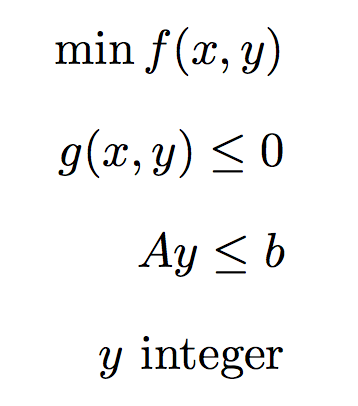 min f(x, y)
g(x, y) ≤ 0
Ay ≤ b
y integer